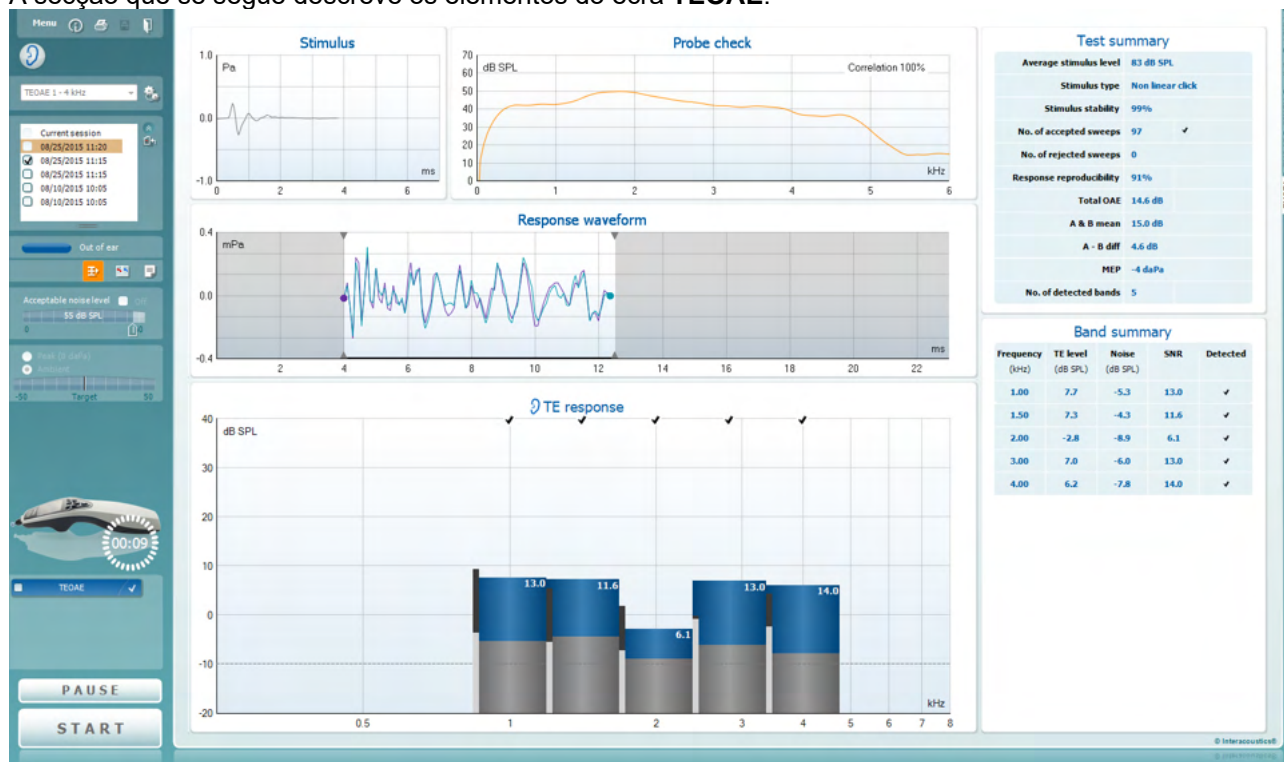 A secção que se segue descreve os elementos do ecrã TEOAE.
Menu
TEOAE 1 - 4 kHz
Current session
08/25/2015 11:20
08/25/2015 11:15
08/25/2015 11:15
08/10/2015 10:05
08/10/2015 10:05
Out of ear
Acceptable noise level Off
55 dB SPL
0
Peak (0 daPa)
Ambient
-50 Target 50
00:09
TEOAE
PAUSE
START
Stimulus
1.0
Pa
0.0
-1.0
ms
0 2 4 6
Probe check
70
dB SPL
Correlation 100%
60
50
40
30
20
10
0
kHz
0 1 2 3 4 5 6
Response waveform
0.4
mPa
0.0
-0.4
ms
2 4 6 8 10 12 14 16 18 20 22
TE response
40
dB SPL
30
20
10
0
-10
-20
13.0 11.6 6.1 13.0 14.0
kHz
0.5 1 2 3 4 5 6 7 8
Test summary
Average stimulus level 83 dB SPL
Stimulus type Non linear click
Stimulus stability 99%
No. of accepted sweeps 97
No. of rejected sweeps 0
Response reproducibility 91%
Total OAE 14.6 dB
A & B mean 15.0 dB
A - B diff 4.6 dB
MEP -4 daPa
No. of detected bands 5
Band summary
Frequency TE level Noise SNR Detected
(kHz) (dB SPL) (dB SPL)
1.00 7.7 -5.3 13.0
1.50 7.3 -4.3 11.6
2.00 -2.8 -8.9 6.1
3.00 7.0 -6.0 13.0
4.00 6.2 -7.8 14.0
© Interacoustics®